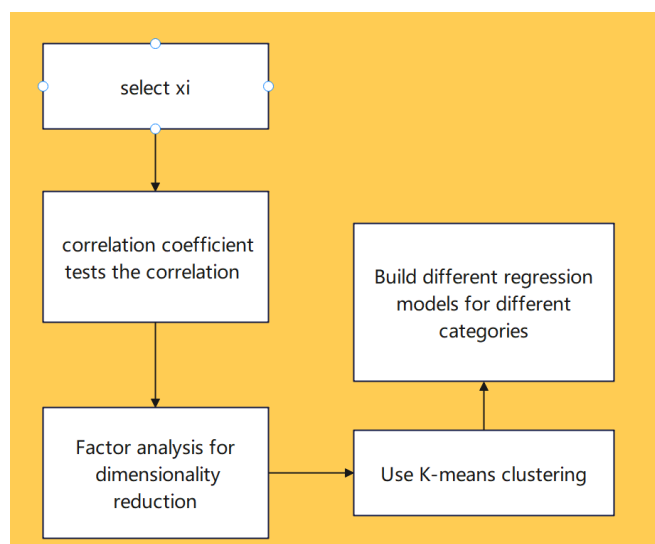 select xi
correlation coefficient
tests the correlation
Factor analysis for
dimensionality
reduction
Use K-means clustering
Build different regression
models for different
categories